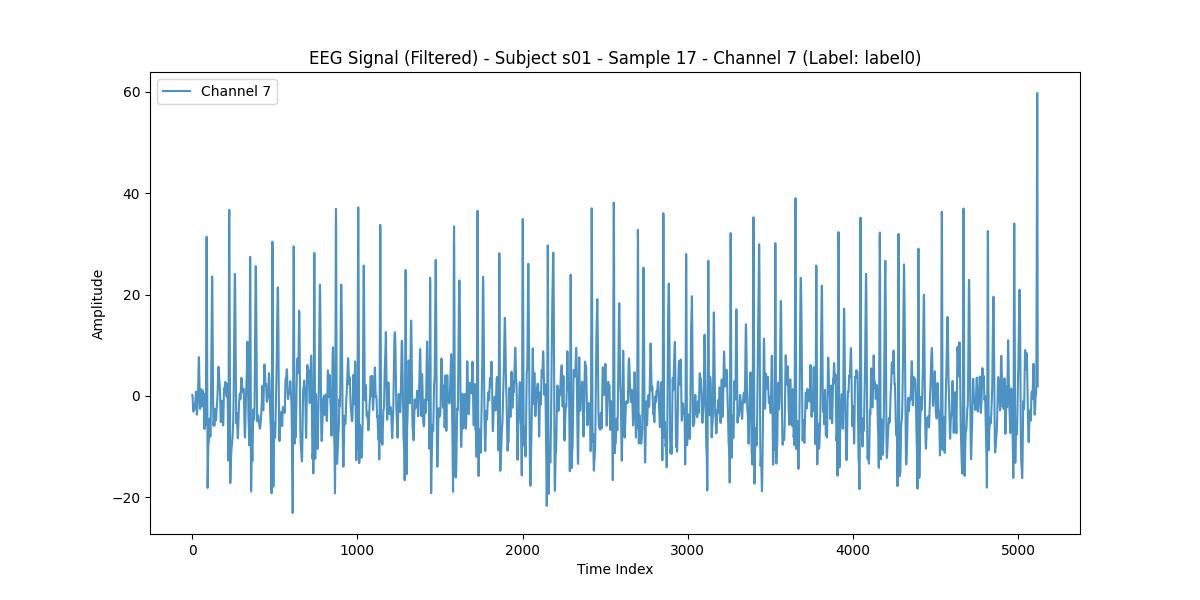 EEG Signal (Filtered) - Subject s01 - Sample 17 - Channel 7 (Label: label0)
Channel 7
60
40
20
0
−20
Amplitude
0 1000 2000 3000 4000 5000
Time Index